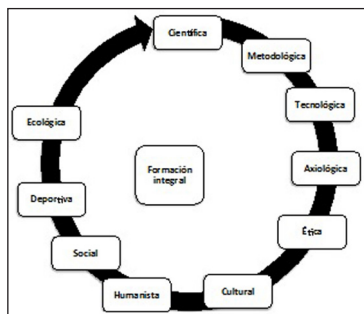 Científica
Metodológica
Tecnológica
Axiológica
Ética
Cultural
Humanista
Social
Deportiva
Ecológica
Formación
integral